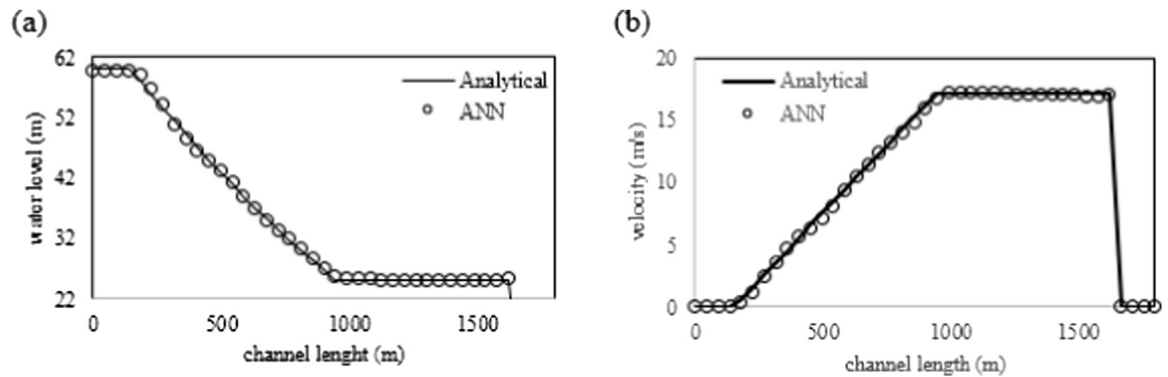 (a)
62
52
42
32
22
water level (m)
Analytical
ANN
0 500 1000 1500
channel lenght (m)
(b)
20
15
10
5
0
velocity (m/s)
Analytical
ANN
0 500 1000 1500
channel length (m)